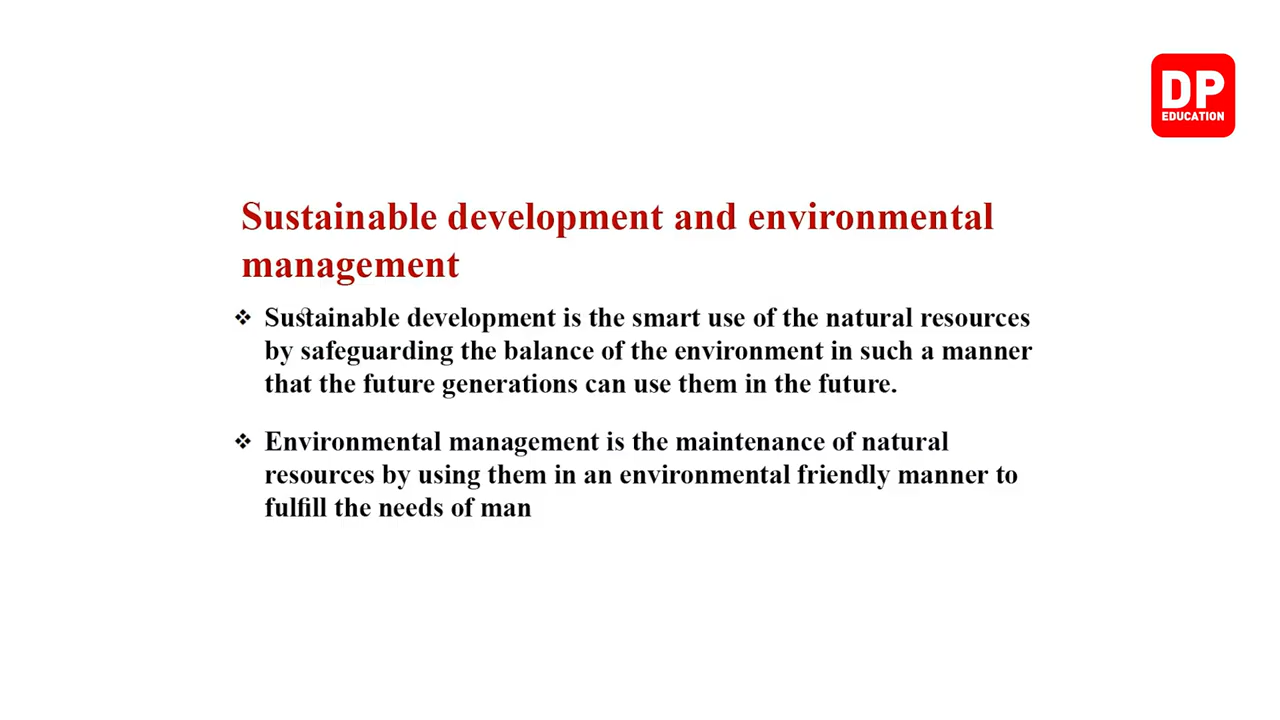 DP
EDUCATION
Sustainable development and environmental
management
❖ Sustainable development is the smart use of the natural resources
by safeguarding the balance of the environment in such a manner
that the future generations can use them in the future.
❖ Environmental management is the maintenance of natural
resources by using them in an environmental friendly manner to
fulfill the needs of man